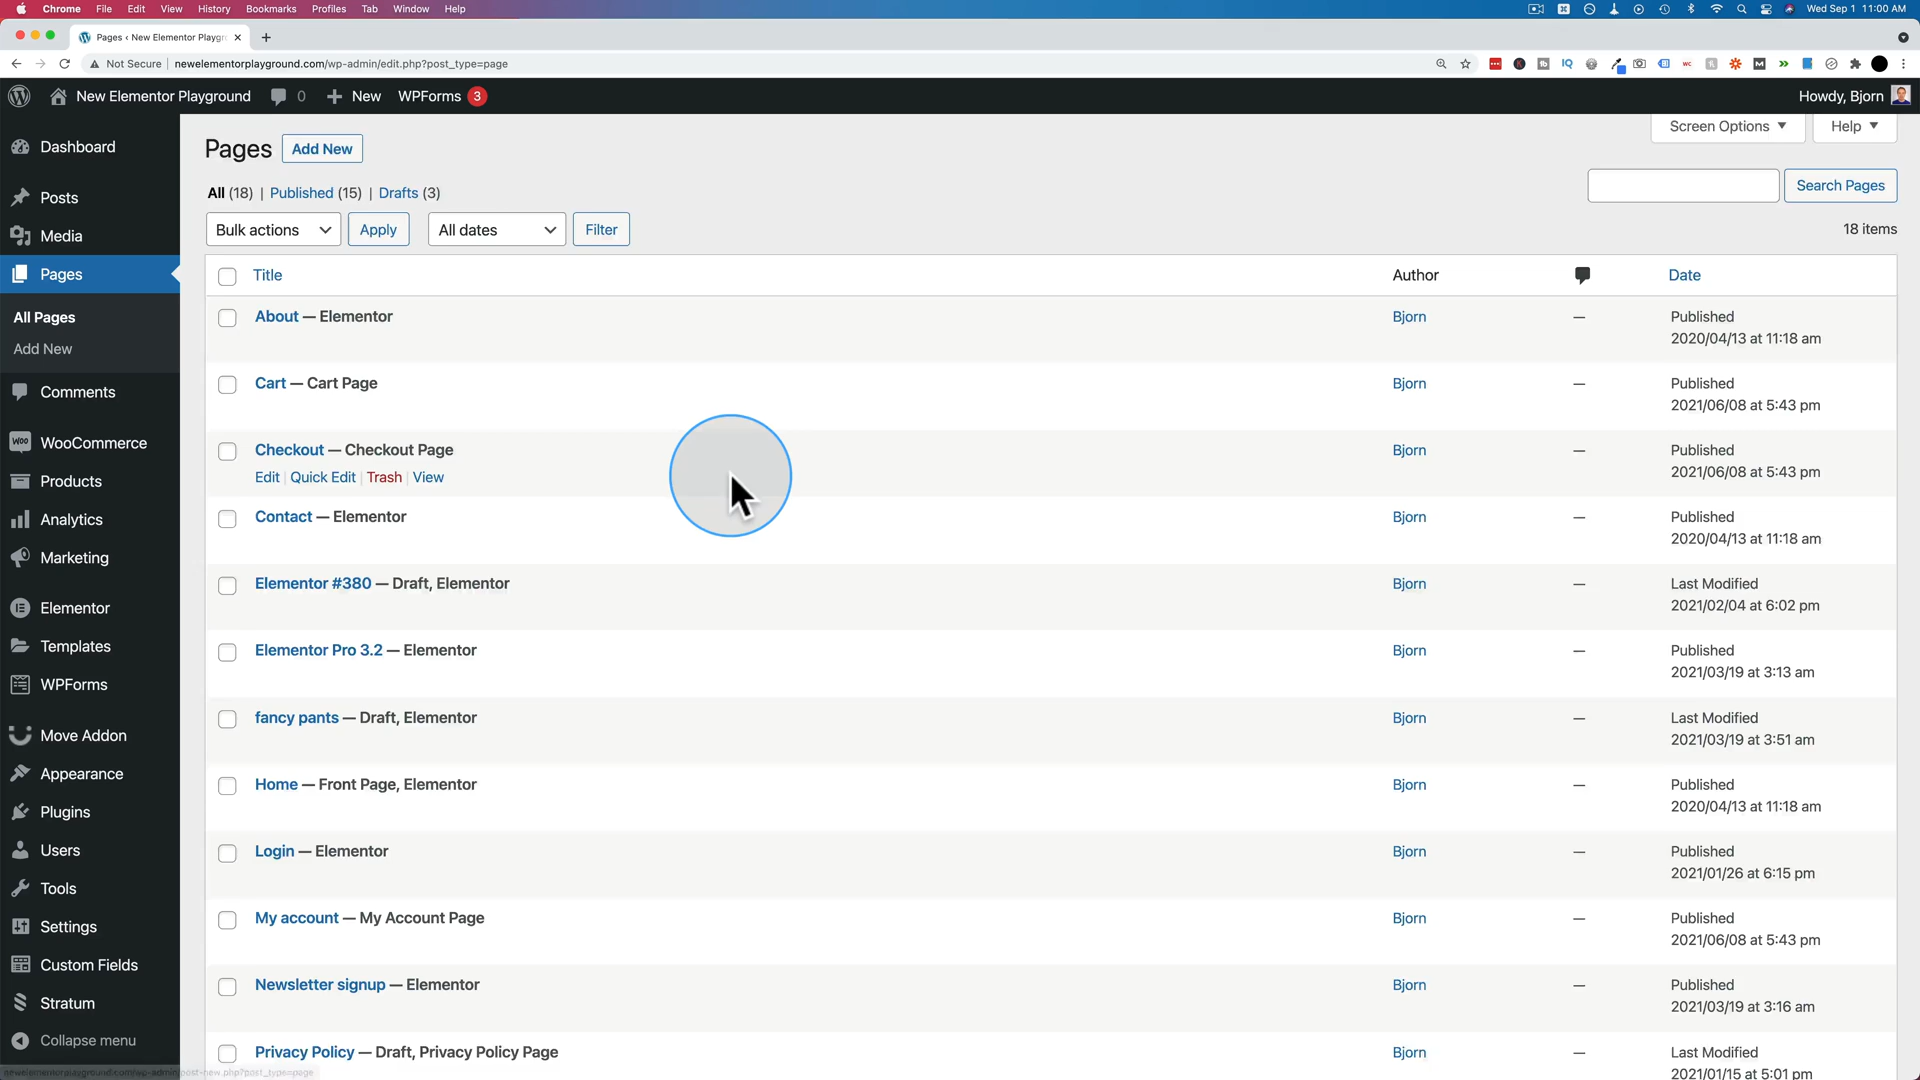 Chrome File Edit View History Bookmarks Profiles Tab Window Help Wed Sep 1 11:00 AM
Pages ‹ New Elementor Playgr
Not Secure newelementorplayground.com/wp-admin/edit.php?post_type=page
New Elementor Playground 0 New WPForms 3 Howdy, Bjorn
Screen Options Help
Dashboard
Posts
Media
Pages
All Pages
Add New
Comments
WooCommerce
Products
Analytics
Marketing
Elementor
Templates
WPForms
Move Addon
Appearance
Plugins
Users
Tools
Settings
Custom Fields
Stratum
Collapse menu
newelementorplayground.com/wp-admin/post-new.php?post_type=page
Pages Add New
All (18) | Published (15) | Drafts (3)
Search Pages
Bulk actions Apply All dates Filter 18 items
Title Author Date
About — Elementor Bjorn — Published
2020/04/13 at 11:18 am
Cart — Cart Page Bjorn — Published
2021/06/08 at 5:43 pm
Checkout — Checkout Page Bjorn — Published
Edit | Quick Edit | Trash | View 2021/06/08 at 5:43 pm
Contact — Elementor Bjorn — Published
2020/04/13 at 11:18 am
Elementor #380 — Draft, Elementor Bjorn — Last Modified
2021/02/04 at 6:02 pm
Elementor Pro 3.2 — Elementor Bjorn — Published
2021/03/19 at 3:13 am
fancy pants — Draft, Elementor Bjorn — Last Modified
2021/03/19 at 3:51 am
Home — Front Page, Elementor Bjorn — Published
2020/04/13 at 11:18 am
Login — Elementor Bjorn — Published
2021/01/26 at 6:15 pm
My account — My Account Page Bjorn — Published
2021/06/08 at 5:43 pm
Newsletter signup — Elementor Bjorn — Published
2021/03/19 at 3:16 am
Privacy Policy — Draft, Privacy Policy Page Bjorn — Last Modified
2021/01/15 at 5:01 pm